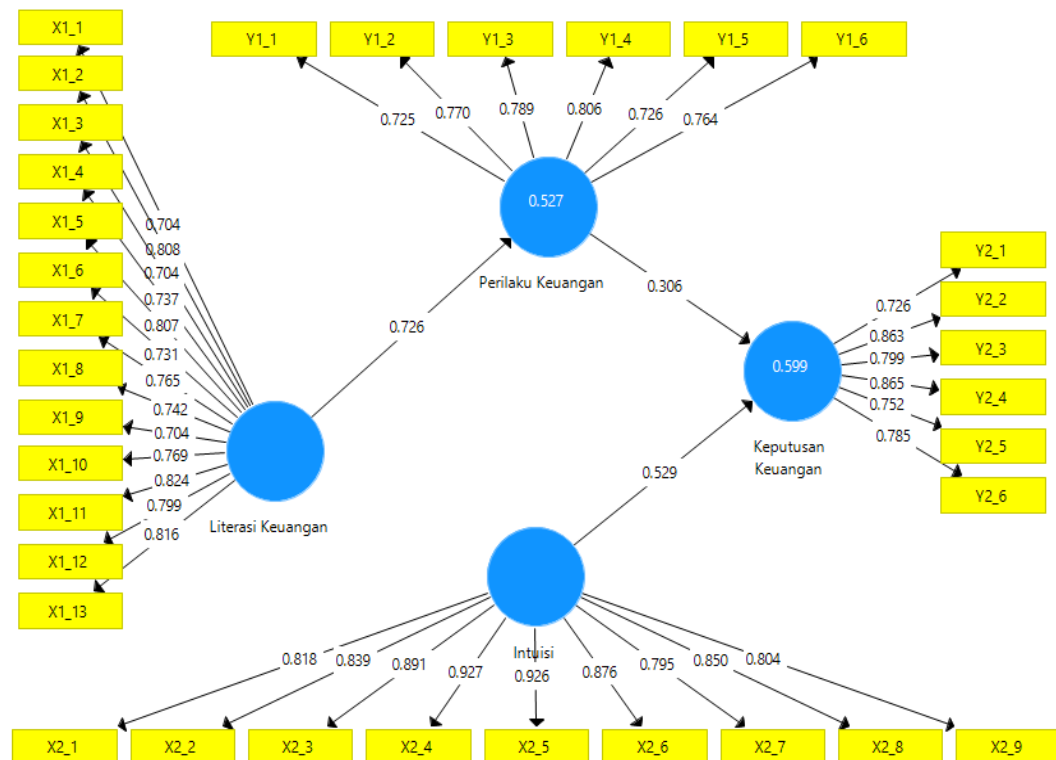 X1_1
X1_2
X1_3
X1_4
X1_5
X1_6
X1_7
X1_8
X1_9
X1_10
X1_11
X1_12
X1_13
0.704
0.808
0.704
0.737
0.807
0.731
0.765
0.742
0.704
0.769
0.824
0.799
0.816
Literasi Keuangan
0.726
Y1_1
Y1_2
Y1_3
Y1_4
Y1_5
Y1_6
0.725
0.770
0.789
0.806
0.726
0.764
0.527
Perilaku Keuangan
0.306
0.599
Keputusan
Keuangan
0.529
Y2_1
Y2_2
Y2_3
Y2_4
Y2_5
Y2_6
0.726
0.863
0.799
0.865
0.752
0.785
Intuisi
0.818
0.839
0.891
0.927
0.926
0.876
0.795
0.850
0.804
X2_1
X2_2
X2_3
X2_4
X2_5
X2_6
X2_7
X2_8
X2_9